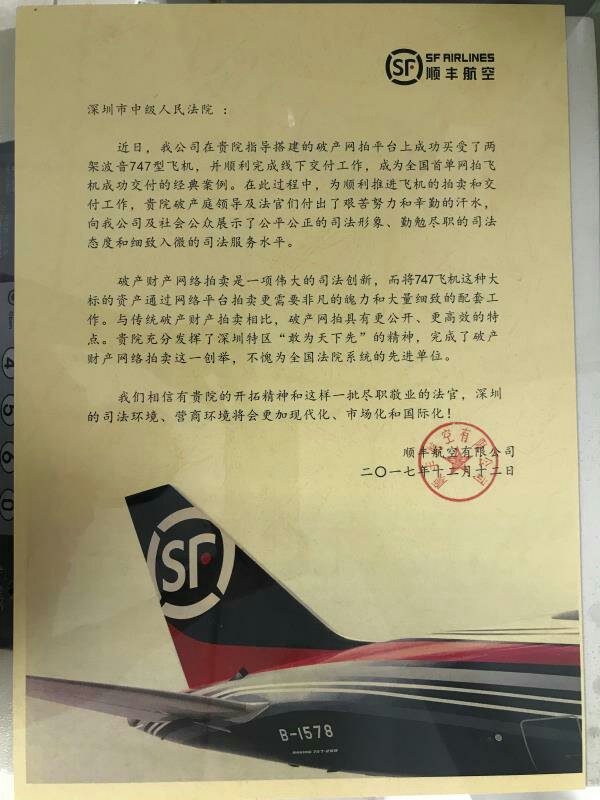 SF
SF AIRLINES
顺丰航空
深圳市中级人民法院：
近日，我公司在贵院指导搭建的破产网拍平台上成功买受了两
架波音747型飞机，并顺利完成线下交付工作，成为全国首单网拍飞
机成功交付的经典案例。在此过程中，为顺利推进飞机的拍卖和交
付工作，贵院破产庭领导及法官们付出了艰苦努力和辛勤的汗水，
向我公司及社会公众展示了公平公正的司法形象、勤勉尽职的司法
态度和细致入微的司法服务水平。
破产财产网络拍卖是一项伟大的司法创新，而将747飞机这种大
标的资产通过网络平台拍卖更需要非凡的魄力和大量细致的配套工
作。与传统破产财产拍卖相比，破产网拍具有更公开、更高效的特
点。贵院充分发挥了深圳特区“敢为天下先”的精神，完成了破产
财产网络拍卖这一创举，不愧为全国法院系统的先进单位。
我们相信有贵院的开拓精神和这样一批尽职敬业的法官，深圳
的司法环境、营商环境将会更加现代化、市场化和国际化！
顺丰航空有限公司
二〇一七年十二月十二日
顺丰航空有限公司
SF
B-1578
BOEING 757-200
4
5
6
0